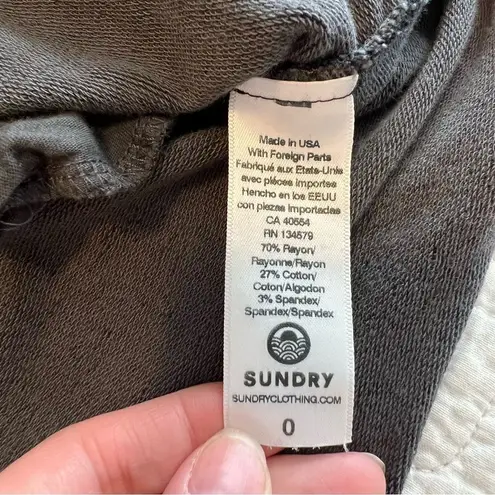 Made in USA
With Foreign Parts
Fabriqué aux Etats-Unis
avec pléces importes
Hencho en los EEUU
con piezas importadas
CA 40554
RN 134579
70% Rayon/
Rayonne/Rayon
27% Cotton/
Coton/Algodon
3% Spandex/
Spandex/Spandex
SUNDRY
SUNDRYCLOTHING.COM
0